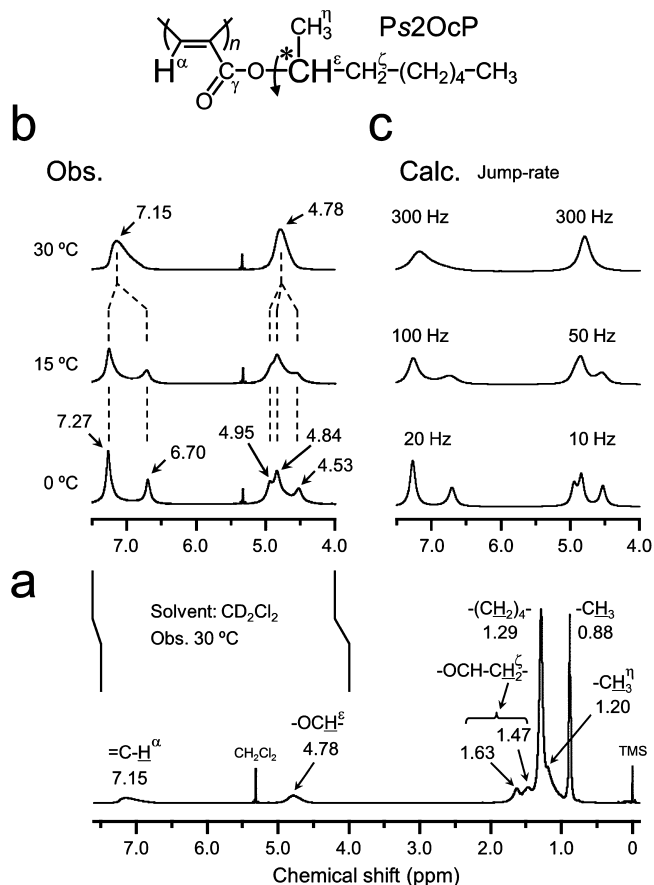 CH₃η
Ps2OcP
n
H α
C γ
O
*
CH ε
CH₂ ζ
(CH₂)₄
CH₃
O
b
Obs.
7.15
4.78
30 ºC
15 ºC
7.27
6.70
4.95
4.84
4.53
0 ºC
7.0 6.0 5.0 4.0
c
Calc. Jump-rate
300 Hz 300 Hz
100 Hz 50 Hz
20 Hz 10 Hz
7.0 6.0 5.0 4.0
a
Solvent: CD₂Cl₂
Obs. 30 ºC
-(CH₂)₄-
1.29
-CH₃
0.88
-OCH-CH₂ζ-
-CH₃η
1.20
1.47
1.63
-OCHε-
4.78
=C-Hα
7.15
CH₂Cl₂
TMS
7.0 6.0 5.0 4.0 3.0 2.0 1.0 0
Chemical shift (ppm)